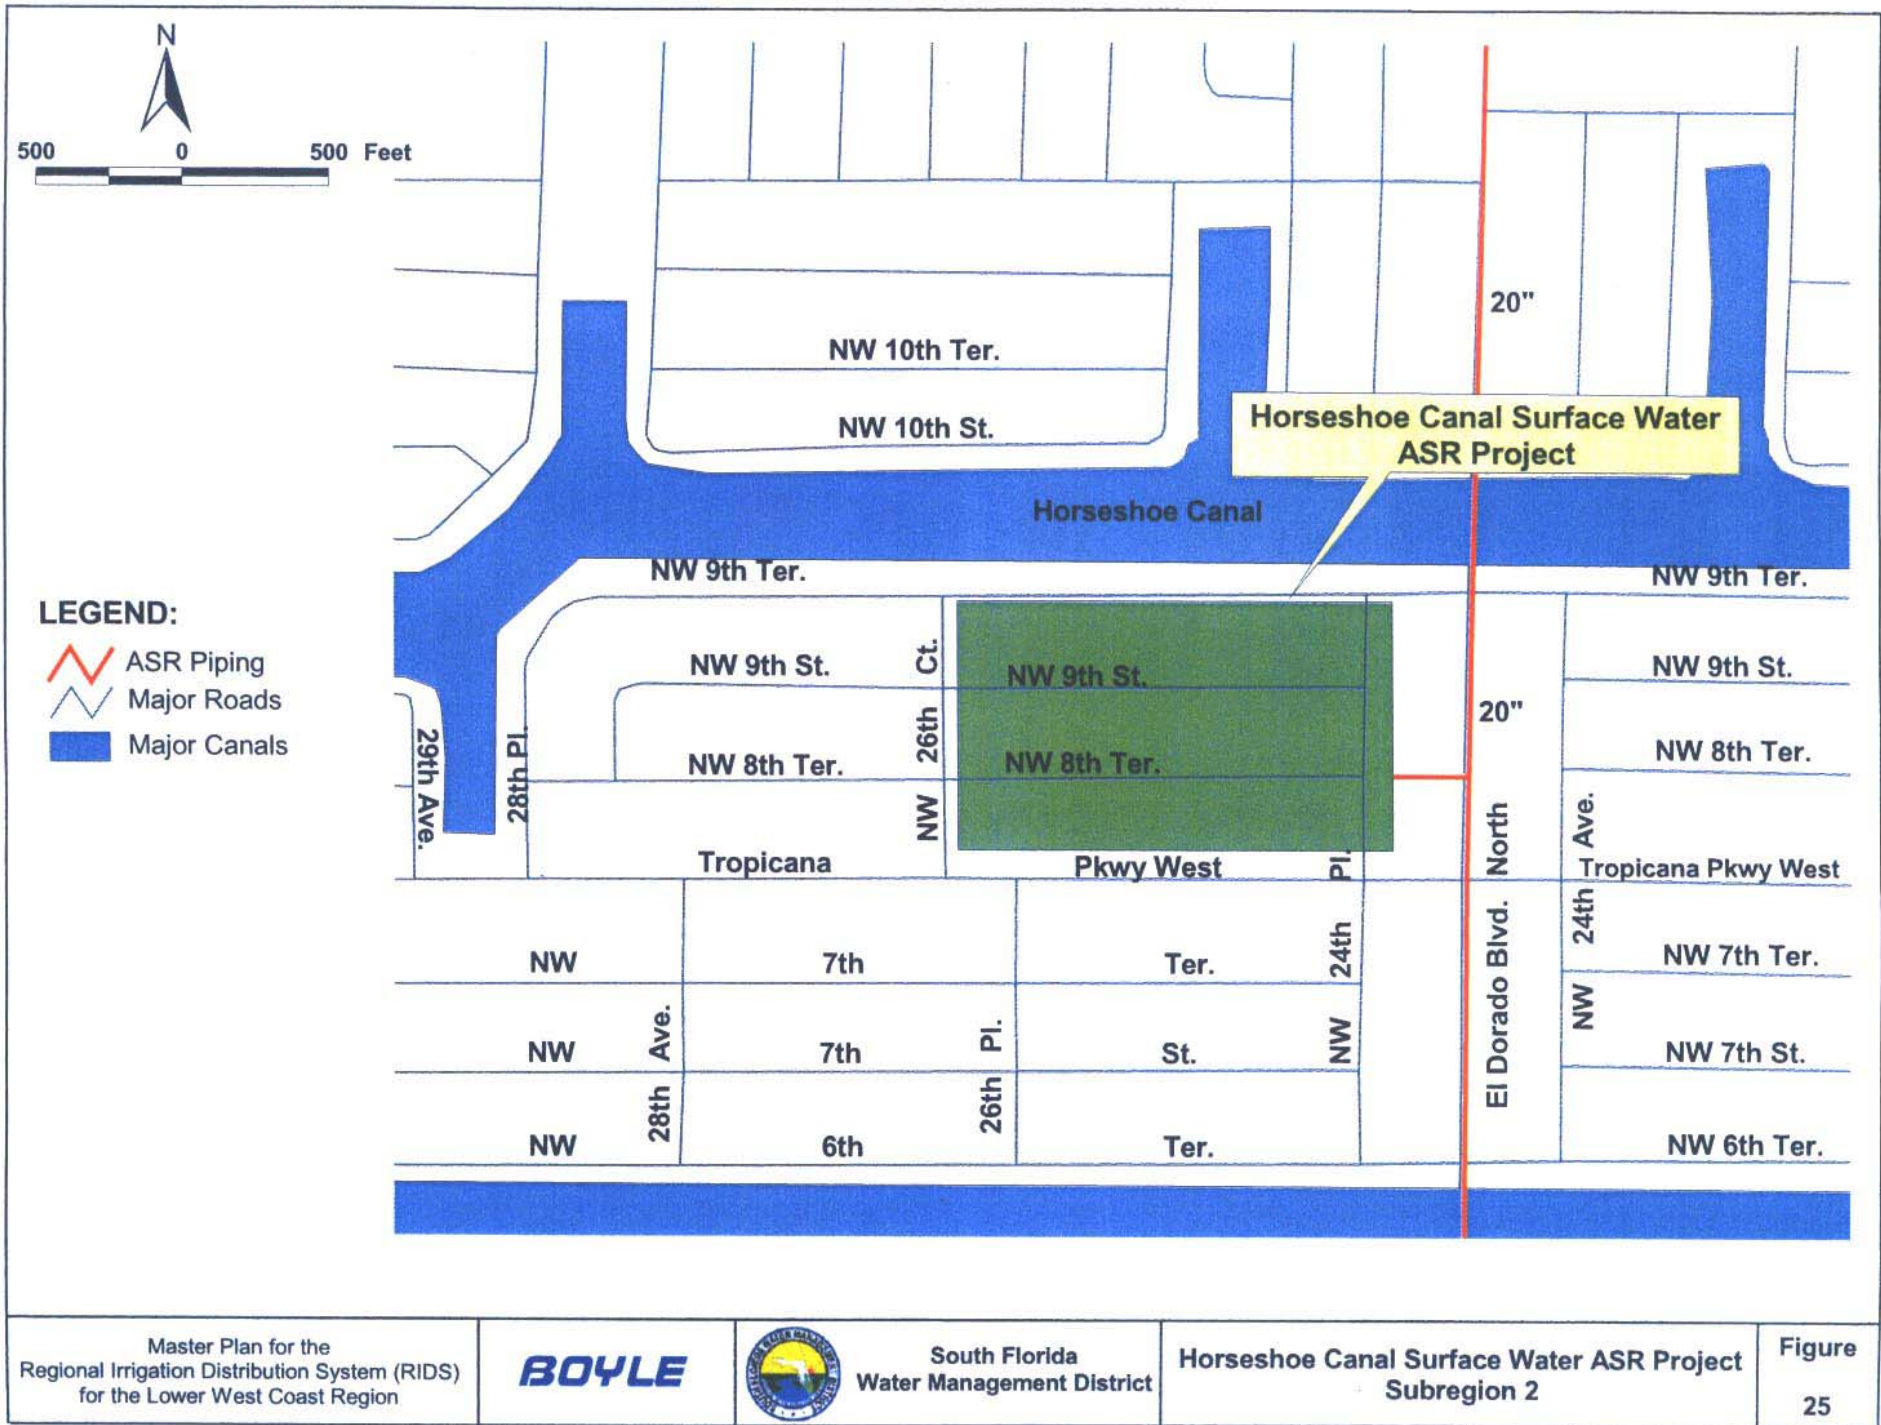 N
500 0 500 Feet
20"
NW 10th Ter.
NW 10th St.
Horseshoe Canal Surface Water
ASR Project
Horseshoe Canal
NW 9th Ter.
NW 9th Ter.
LEGEND:
ASR Piping
Major Roads
Major Canals
NW 9th St.
NW 9th St.
NW 9th St.
20"
NW 8th Ter.
NW 8th Ter.
NW 8th Ter.
29th Ave.
28th Pl.
NW 26th Ct.
Tropicana Pkwy West
Tropicana Pkwy West
NW 24th Pl.
El Dorado Blvd. North
NW 24th Ave.
NW 7th Ter.
NW 7th Ter.
28th Ave.
26th Pl.
NW 7th St.
NW 7th St.
NW 6th Ter.
NW 6th Ter.
Master Plan for the
Regional Irrigation Distribution System (RIDS)
for the Lower West Coast Region
BOYLE
South Florida
Water Management District
Horseshoe Canal Surface Water ASR Project
Subregion 2
Figure
25